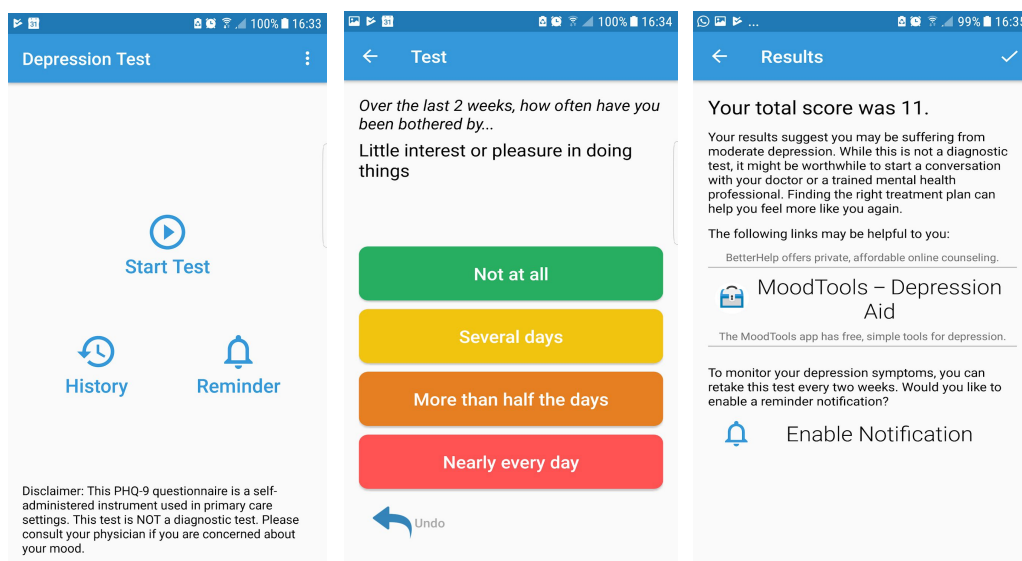 31
100% 16:33
Depression Test
Start Test
History
Reminder
Disclaimer: This PHQ-9 questionnaire is a self-
administered instrument used in primary care
settings. This test is NOT a diagnostic test. Please
consult your physician if you are concerned about
your mood.
31
100% 16:34
Test
Over the last 2 weeks, how often have you
been bothered by...
Little interest or pleasure in doing
things
Not at all
Several days
More than half the days
Nearly every day
Undo
...
99% 16:35
Results
Your total score was 11.
Your results suggest you may be suffering from
moderate depression. While this is not a diagnostic
test, it might be worthwhile to start a conversation
with your doctor or a trained mental health
professional. Finding the right treatment plan can
help you feel more like you again.
The following links may be helpful to you:
BetterHelp offers private, affordable online counseling.
MoodTools – Depression
Aid
The MoodTools app has free, simple tools for depression.
To monitor your depression symptoms, you can
retake this test every two weeks. Would you like to
enable a reminder notification?
Enable Notification